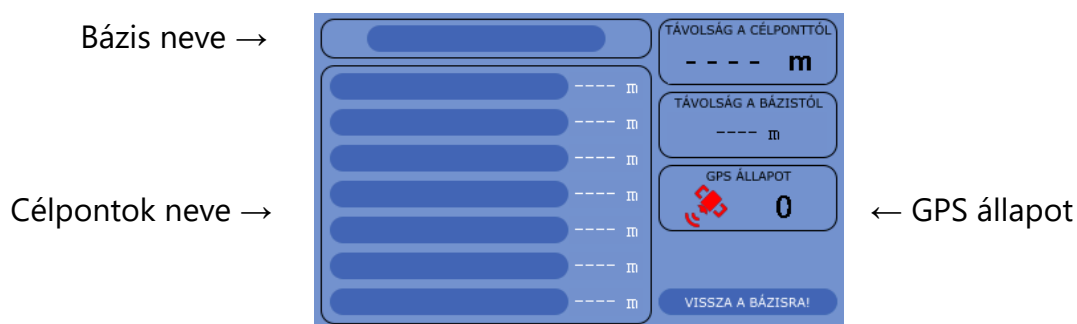 Bázis neve →
TÁVOLSÁG A CÉLPONTTÓL
- - - - m
---- m
TÁVOLSÁG A BÁZISTÓL
---- m
---- m
---- m
GPS ÁLLAPOT
0
Célpontok neve →
---- m
← GPS állapot
---- m
---- m
---- m
VISSZA A BÁZISRA!